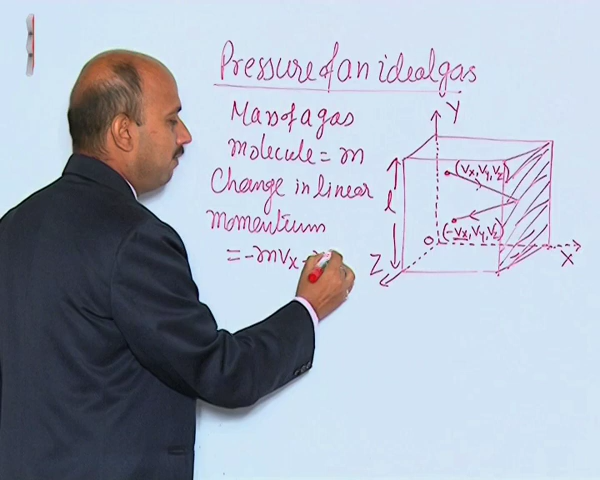 Pressure of an ideal gas
Mass of a gas
molecule = m
Change in linear
momentum
= -mvx -
Y
(vx, vy, vz)
l
(-vx, vy, vz)
O
Z
X